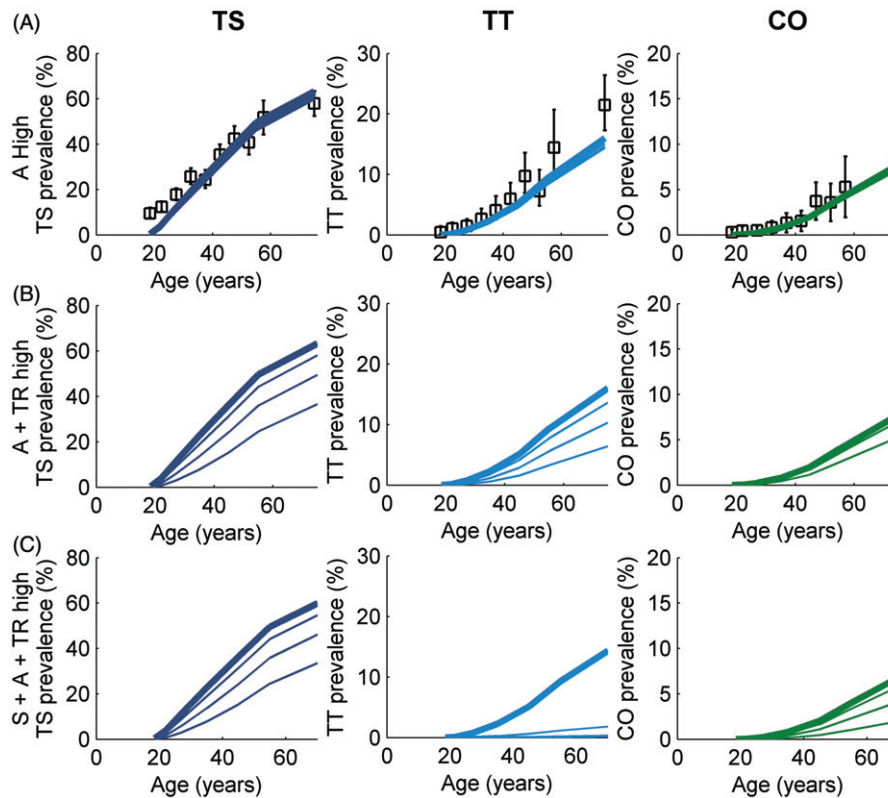 (A) TS TT CO
A High
TS prevalence (%)
80
60
40
20
0
0 20 40 60
Age (years)
TT prevalence (%)
30
20
10
0
0 20 40 60
Age (years)
CO prevalence (%)
20
15
10
5
0
0 20 40 60
Age (years)
(B)
A + TR high
TS prevalence (%)
80
60
40
20
0
0 20 40 60
Age (years)
TT prevalence (%)
30
20
10
0
0 20 40 60
Age (years)
CO prevalence (%)
20
15
10
5
0
0 20 40 60
Age (years)
(C)
S + A + TR high
TS prevalence (%)
80
60
40
20
0
0 20 40 60
Age (years)
TT prevalence (%)
30
20
10
0
0 20 40 60
Age (years)
CO prevalence (%)
20
15
10
5
0
0 20 40 60
Age (years)